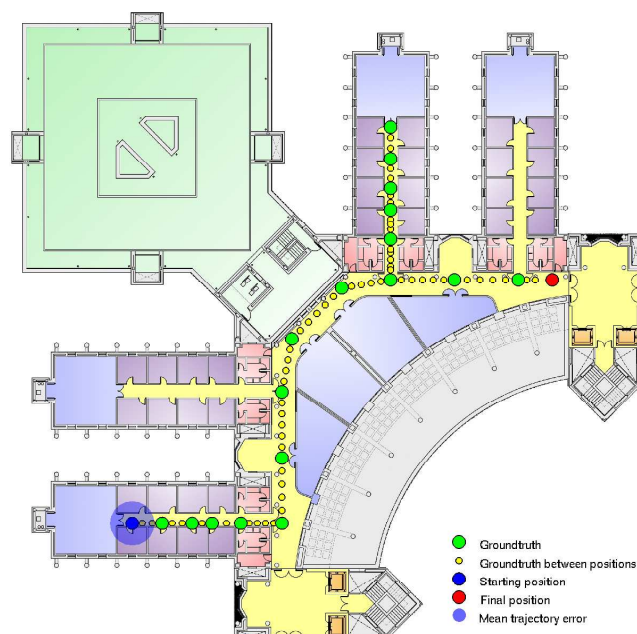 Groundtruth
Groundtruth between positions
Starting position
Final position
Mean trajectory error